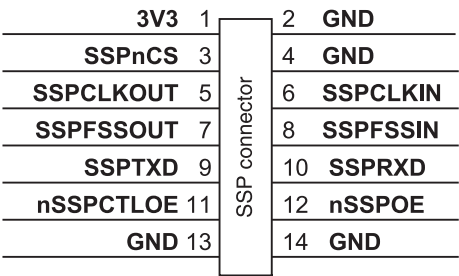 3V3 1 2 GND
SSPnCS 3 4 GND
SSPCLKOUT 5 6 SSPCLKIN
SSPFSSOUT 7 8 SSPFSSIN
SSPTXD 9 10 SSPRXD
nSSPCTLOE 11 12 nSSPOE
GND 13 14 GND
SSP connector